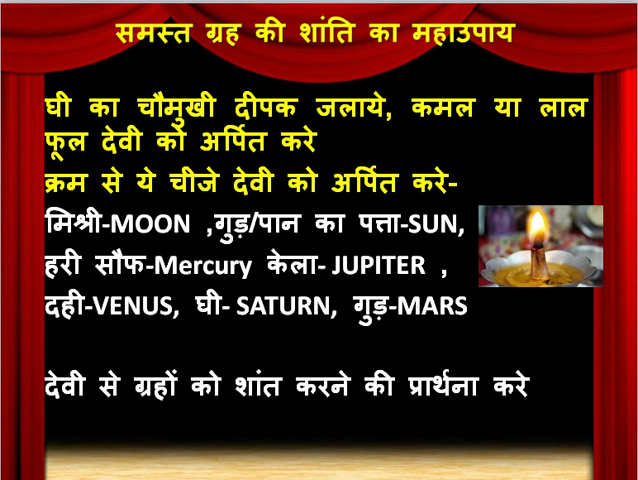 समस्त ग्रह की शांति का महाउपाय
घी का चौमुखी दीपक जलाये, कमल या लाल
फूल देवी को अर्पित करे
क्रम से ये चीजे देवी को अर्पित करे-
मिश्री-MOON ,गुड़/पान का पत्ता-SUN,
हरी सौफ-Mercury केला- JUPITER ,
दही-VENUS, घी- SATURN, गुड़-MARS
देवी से ग्रहों को शांत करने की प्रार्थना करे